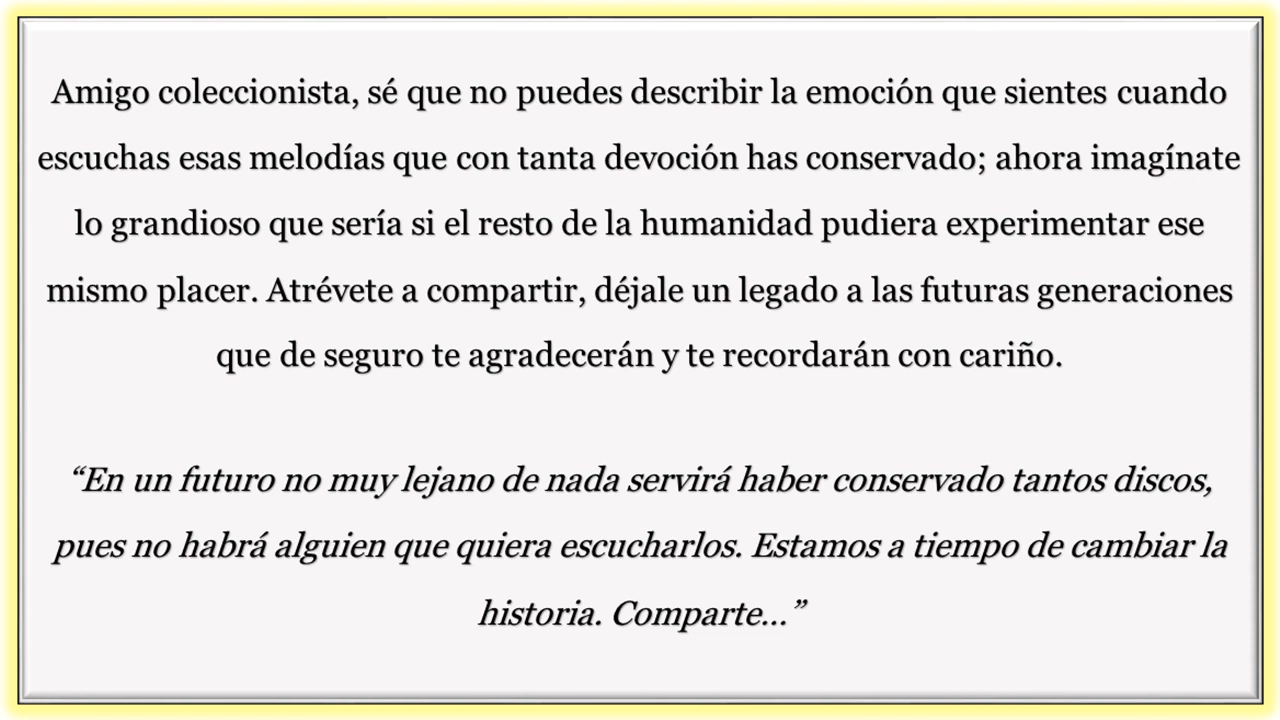 Amigo coleccionista, sé que no puedes describir la emoción que sientes cuando
escuchas esas melodías que con tanta devoción has conservado; ahora imagínate
lo grandioso que sería si el resto de la humanidad pudiera experimentar ese
mismo placer. Atrévete a compartir, déjale un legado a las futuras generaciones
que de seguro te agradecerán y te recordarán con cariño.
“En un futuro no muy lejano de nada servirá haber conservado tantos discos,
pues no habrá alguien que quiera escucharlos. Estamos a tiempo de cambiar la
historia. Comparte…”